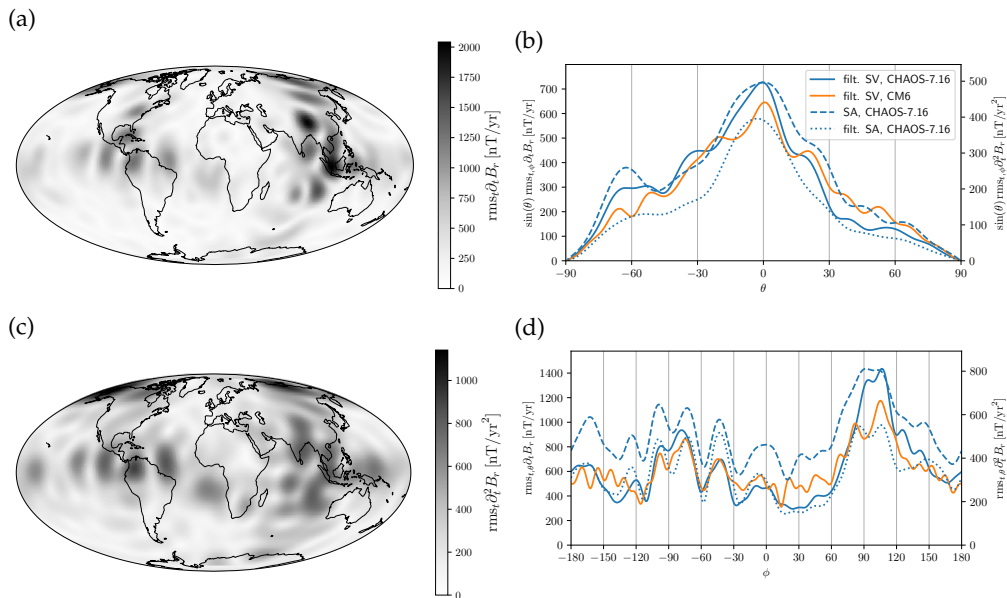 (a)
2000
1750
1500
1250
1000
750
500
250
0
rms_t ∂_t B_r [nT/yr]
(b)
filt. SV, CHAOS-7.16
filt. SV, CM6
SA, CHAOS-7.16
filt. SA, CHAOS-7.16
700
600
500
400
300
200
100
0
sin(θ) rms_{t,ϕ} ∂_t B_r [nT/yr]
500
400
300
200
100
0
sin(θ) rms_{t,ϕ} ∂_t^2 B_r [nT/yr^2]
−90 −60 −30 0 30 60 90
θ
(c)
1000
800
600
400
200
0
rms_t ∂_t^2 B_r [nT/yr^2]
(d)
1400
1200
1000
800
600
400
200
0
rms_{t,θ} ∂_t B_r [nT/yr]
800
600
400
200
0
rms_{t,θ} ∂_t^2 B_r [nT/yr^2]
−180 −150 −120 −90 −60 −30 0 30 60 90 120 150 180
ϕ